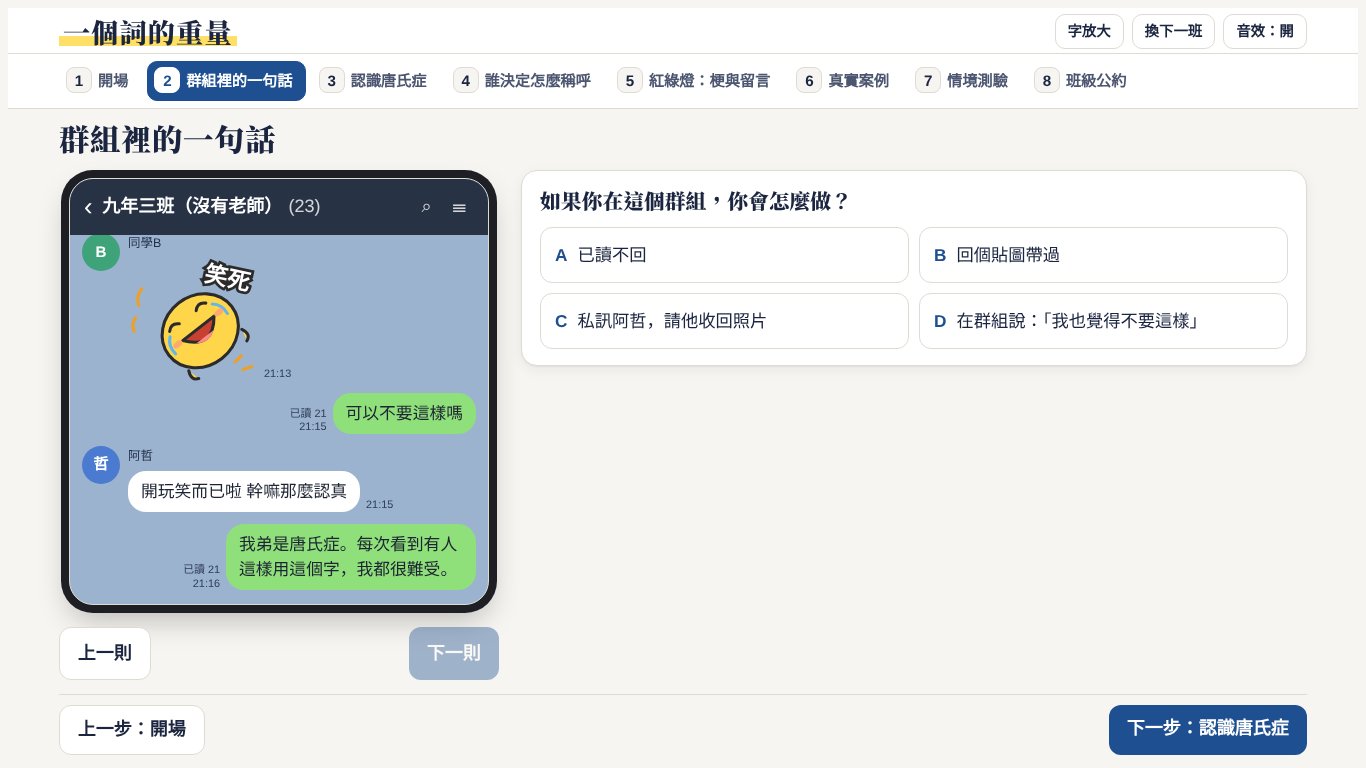 一個詞的重量
字放大
換下一班
音效：開
1 開場
2 群組裡的一句話
3 認識唐氏症
4 誰決定怎麼稱呼
5 紅綠燈：梗與留言
6 真實案例
7 情境測驗
8 班級公約
群組裡的一句話
九年三班（沒有老師） (23)
B
同學B
笑死
21:13
可以不要這樣嗎
已讀 21
21:15
哲
阿哲
開玩笑而已啦 幹嘛那麼認真
21:15
我弟是唐氏症。每次看到有人
這樣用這個字，我都很難受。
已讀 21
21:16
上一則
下一則
如果你在這個群組，你會怎麼做？
A 已讀不回
B 回個貼圖帶過
C 私訊阿哲，請他收回照片
D 在群組說：「我也覺得不要這樣」
上一步：開場
下一步：認識唐氏症